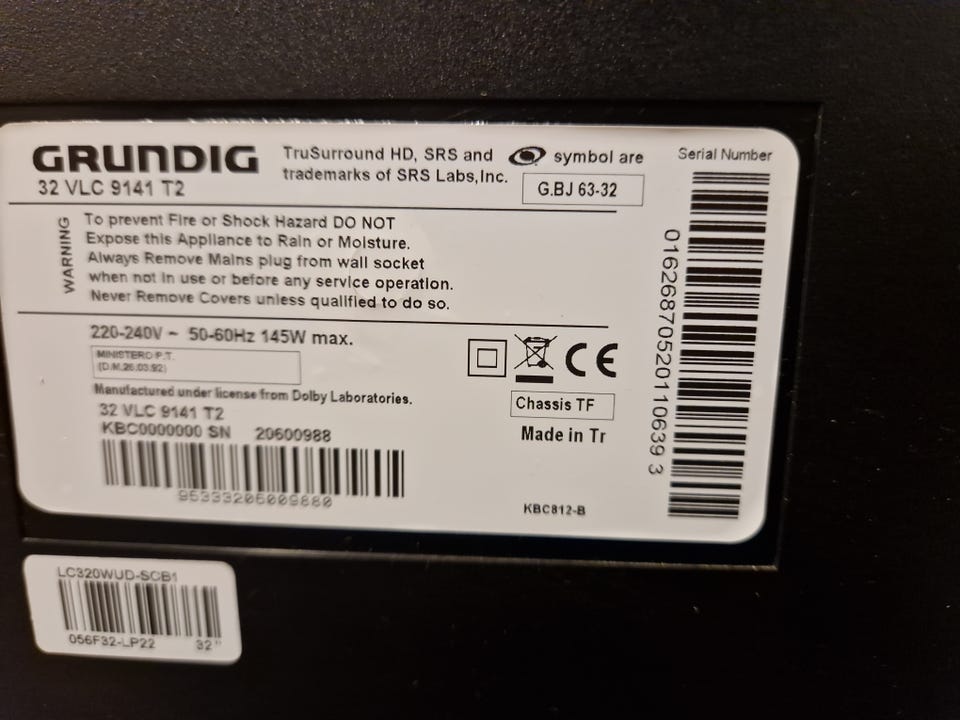 GRUNDIG
32 VLC 9141 T2
TruSurround HD, SRS and symbol are
trademarks of SRS Labs,Inc.
G.BJ 63-32
Serial Number
0162687052011063​9 3
WARNING
To prevent Fire or Shock Hazard DO NOT
Expose this Appliance to Rain or Moisture.
Always Remove Mains plug from wall socket
when not in use or before any service operation.
Never Remove Covers unless qualified to do so.
220-240V ~ 50-60Hz 145W max.
MINISTERO P.T.
(D.M.26.03.92)
Manufactured under license from Dolby Laboratories.
32 VLC 9141 T2
KBC0000000 SN 20600988
95333206009880
CE
Chassis TF
Made in Tr
KBC812-B
LC320WUD-SCB1
056F32-LP22 32"